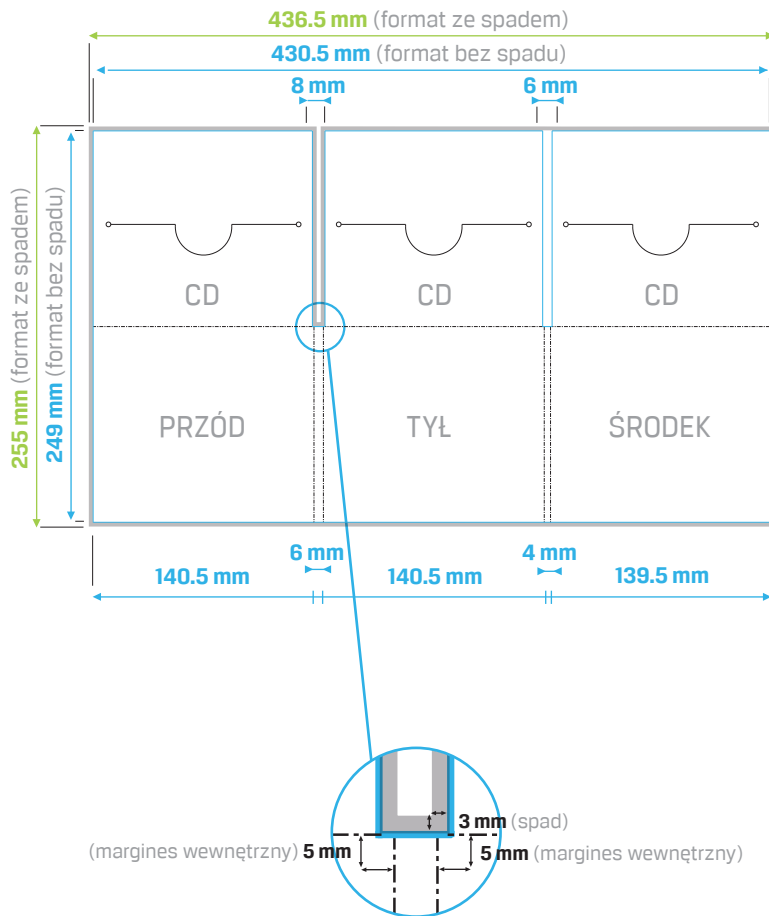 436.5 mm (format ze spadem)
430.5 mm (format bez spadu)
8 mm
6 mm
255 mm (format ze spadem)
249 mm (format bez spadu)
CD
CD
CD
PRZÓD
TYŁ
ŚRODEK
6 mm
4 mm
140.5 mm
140.5 mm
139.5 mm
3 mm (spad)
(margines wewnętrzny) 5 mm
5 mm (margines wewnętrzny)